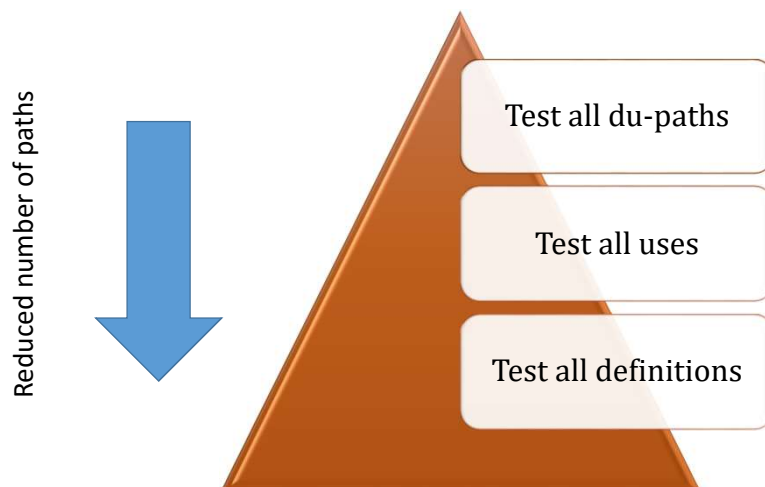 Reduced number of paths
Test all du-paths
Test all uses
Test all definitions